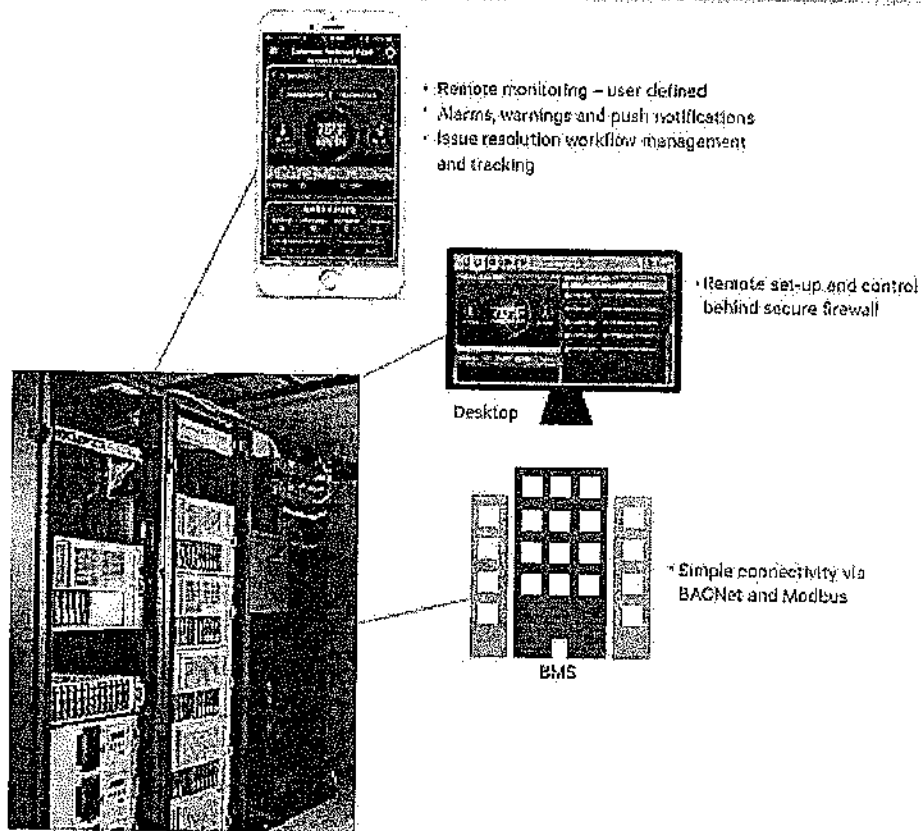 • Remote monitoring – user defined
• Alarms, warnings and push notifications
• Issue resolution workflow management
and tracking
• Remote set-up and control
behind secure firewall
Desktop
• Simple connectivity via
BACNet and Modbus
BMS